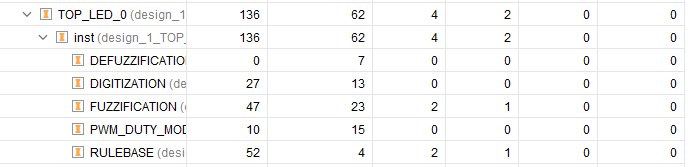 TOP_LED_0 (design_1 136 62 4 2 0 0
inst (design_1_TOP_ 136 62 4 2 0 0
DEFUZZIFICATION 0 7 0 0 0 0
DIGITIZATION (de 27 13 0 0 0 0
FUZZIFICATION ( 47 23 2 1 0 0
PWM_DUTY_MOD 10 15 0 0 0 0
RULEBASE (desi 52 4 2 1 0 0